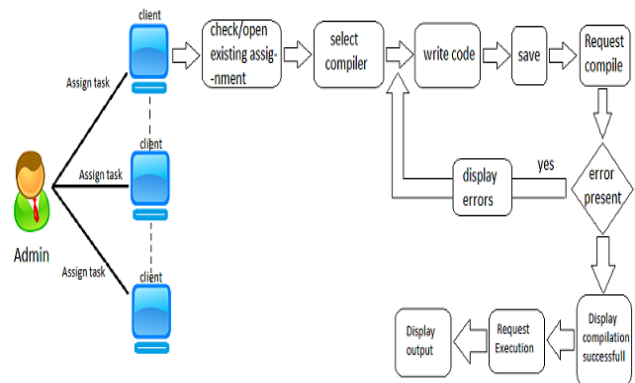 client
check/open
existing assig-
-nment
select
compiler
write code
save
Request
compile
Assign task
client
Assign task
Admin
Assign task
client
display
errors
yes
error
present
Display
output
Request
Execution
Display
compilation
successfull